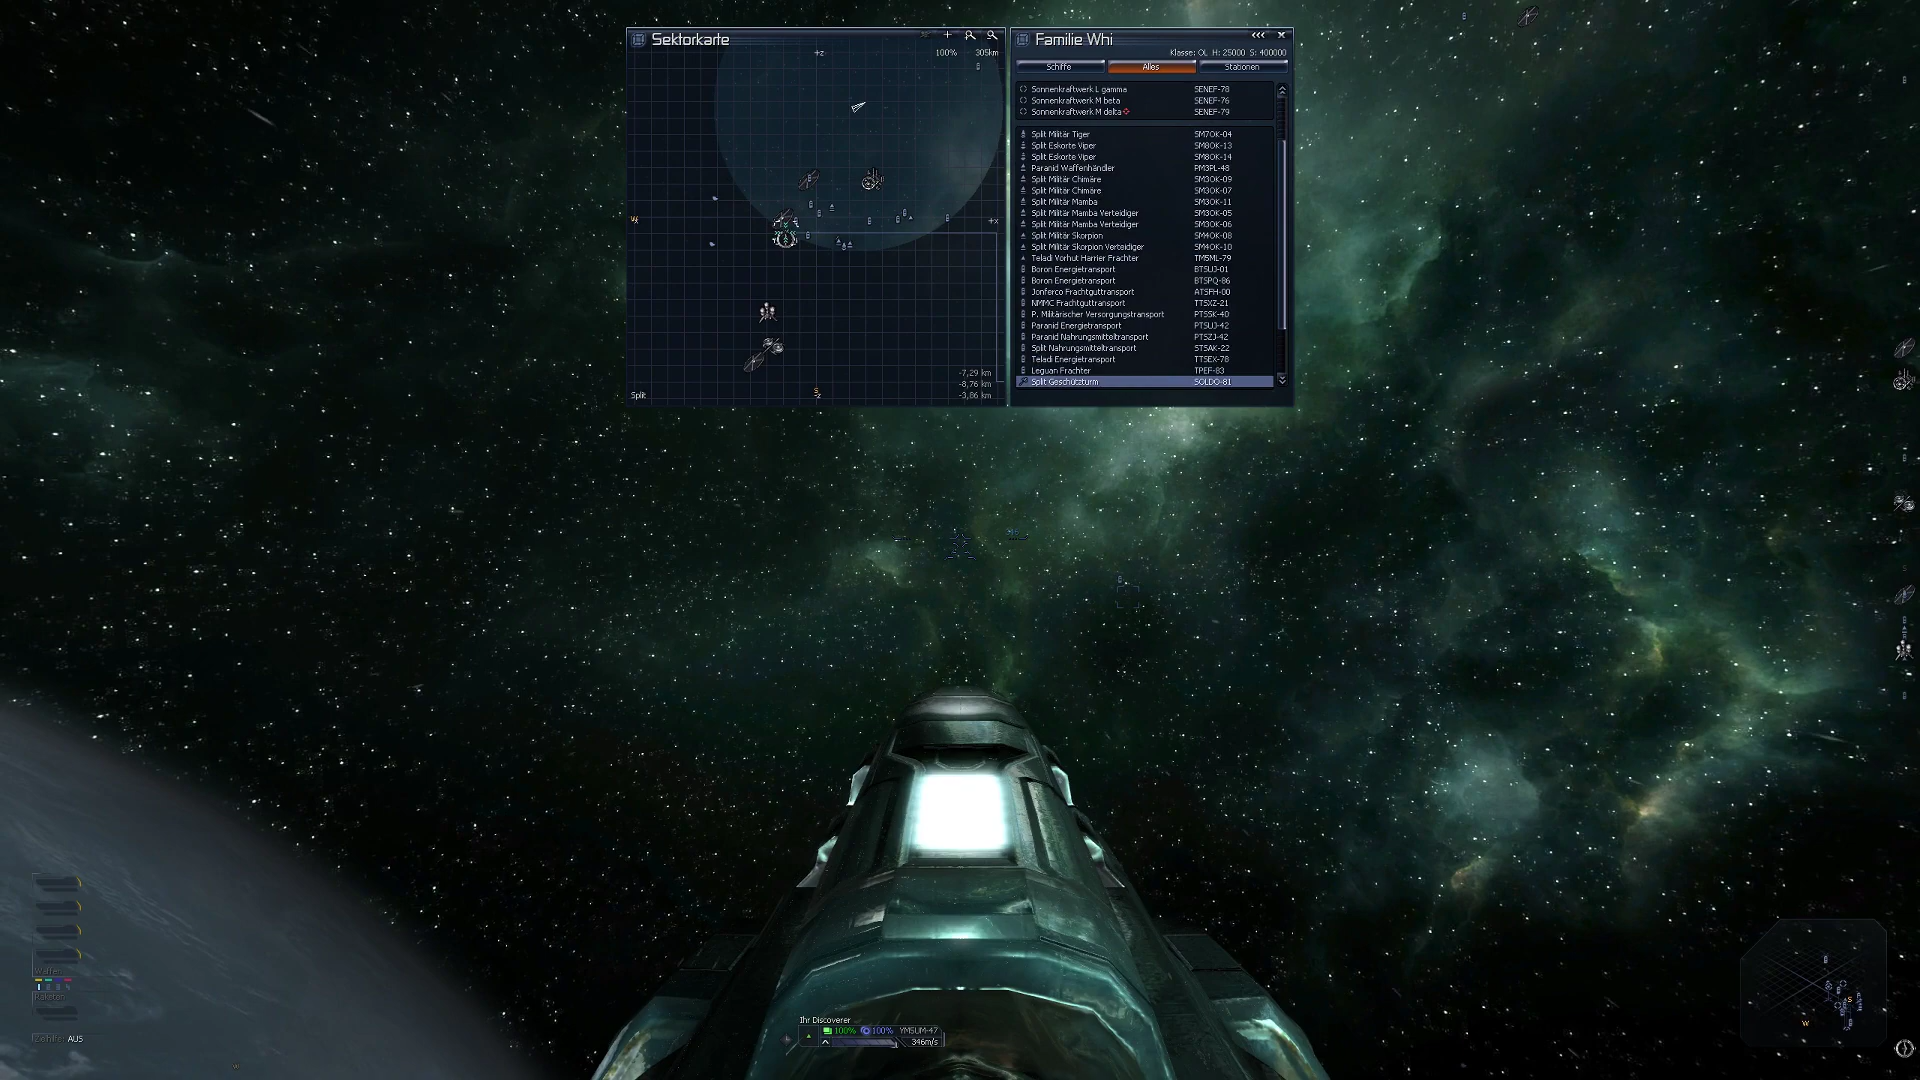 Sektorkarte
+z
100%
305km
+x
-7,29 km
-8,76 km
-3,86 km
Split
Familie Whi
Klasse: OL H: 25000 S: 400000
Schiffe
Alles
Stationen
Sonnenkraftwerk L gamma SENEF-78
Sonnenkraftwerk M beta SENEF-76
Sonnenkraftwerk M delta SENEF-79
Split Militär Tiger SM7OK-04
Split Eskorte Viper SM8OK-13
Split Eskorte Viper SM8OK-14
Paranid Waffenhändler PM3PL-48
Split Militär Chimäre SM3OK-09
Split Militär Chimäre SM3OK-07
Split Militär Mamba SM3OK-11
Split Militär Mamba Verteidiger SM3OK-05
Split Militär Mamba Verteidiger SM3OK-06
Split Militär Skorpion SM4OK-08
Split Militär Skorpion Verteidiger SM4OK-10
Teladi Vorhut Harrier Frachter TM5ML-79
Boron Energietransport BTSUJ-01
Boron Energietransport BTSPQ-86
Jonferco Frachtguttransport ATSFH-00
NMMC Frachtguttransport TTSXZ-21
P. Militärischer Versorgungstransport PTSSK-40
Paranid Energietransport PTSUJ-42
Paranid Nahrungsmitteltransport PTSZJ-42
Split Nahrungsmitteltransport STSAK-22
Teladi Energietransport TTSEX-78
Leguan Frachter TPEF-83
Split Geschützturm SOLDO-81
Waffen
Raketen
Zielhilfe: AUS
Ihr Discoverer
100% 100% YMSUM-47
346m/s
W
S